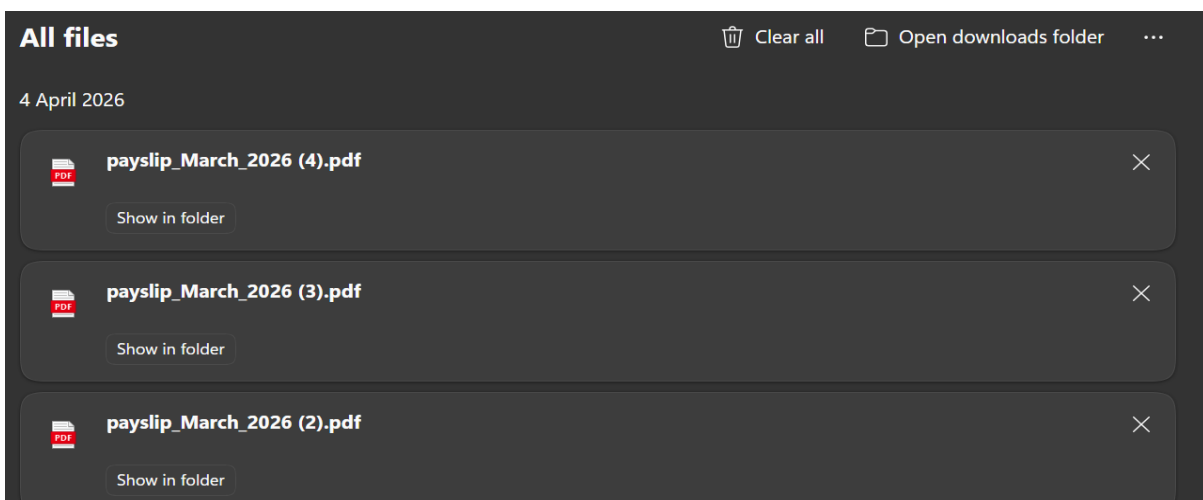 All files
Clear all
Open downloads folder
...
4 April 2026
payslip_March_2026 (4).pdf
PDF
Show in folder
payslip_March_2026 (3).pdf
PDF
Show in folder
payslip_March_2026 (2).pdf
PDF
Show in folder